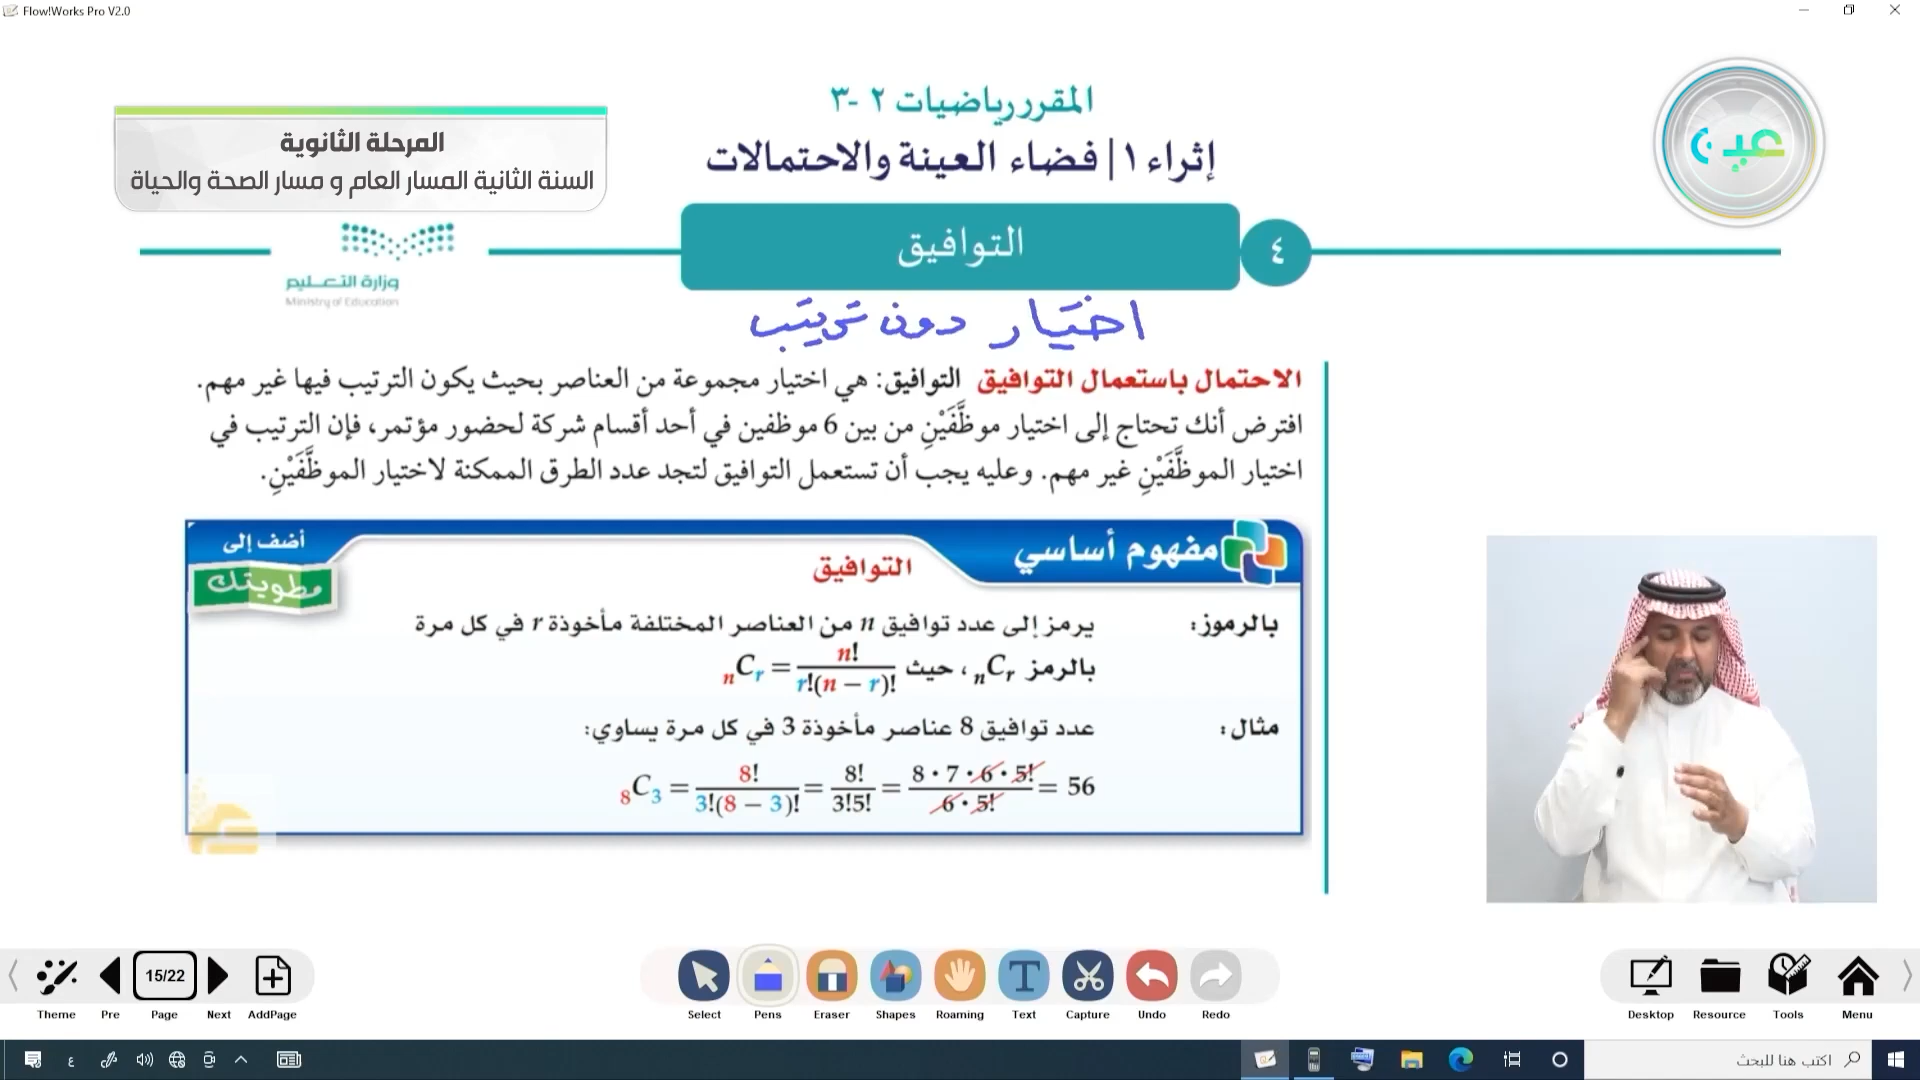 Flow!Works Pro V2.0
المقرر رياضيات ٢ -٣
إثراء ١ | فضاء العينة والاحتمالات
المرحلة الثانوية
السنة الثانية المسار العام و مسار الصحة والحياة
عين
٤
التوافيق
وزارة التعليم
Ministry of Education
اختيار دون ترتيب
الاحتمال باستعمال التوافيق التوافيق: هي اختيار مجموعة من العناصر بحيث يكون الترتيب فيها غير مهم.
افترض أنك تحتاج إلى اختيار موظَّفَيْنِ من بين 6 موظفين في أحد أقسام شركة لحضور مؤتمر، فإن الترتيب في
اختيار الموظَّفَيْنِ غير مهم. وعليه يجب أن تستعمل التوافيق لتجد عدد الطرق الممكنة لاختيار الموظَّفَيْنِ.
مفهوم أساسي
التوافيق
أضف إلى
مطويتك
بالرموز: يرمز إلى عدد توافيق n من العناصر المختلفة مأخوذة r في كل مرة
بالرمز nCr ، حيث nCr = n! / r!(n − r)!
مثال: عدد توافيق 8 عناصر مأخوذة 3 في كل مرة يساوي:
8C3 = 8! / 3!(8 − 3)! = 8! / 3!5! = 8 · 7 · 6 · 5! / 6 · 5! = 56
15/22
Theme Pre Page Next AddPage
Select Pens Eraser Shapes Roaming Text Capture Undo Redo
Desktop Resource Tools Menu
اكتب هنا للبحث
ع